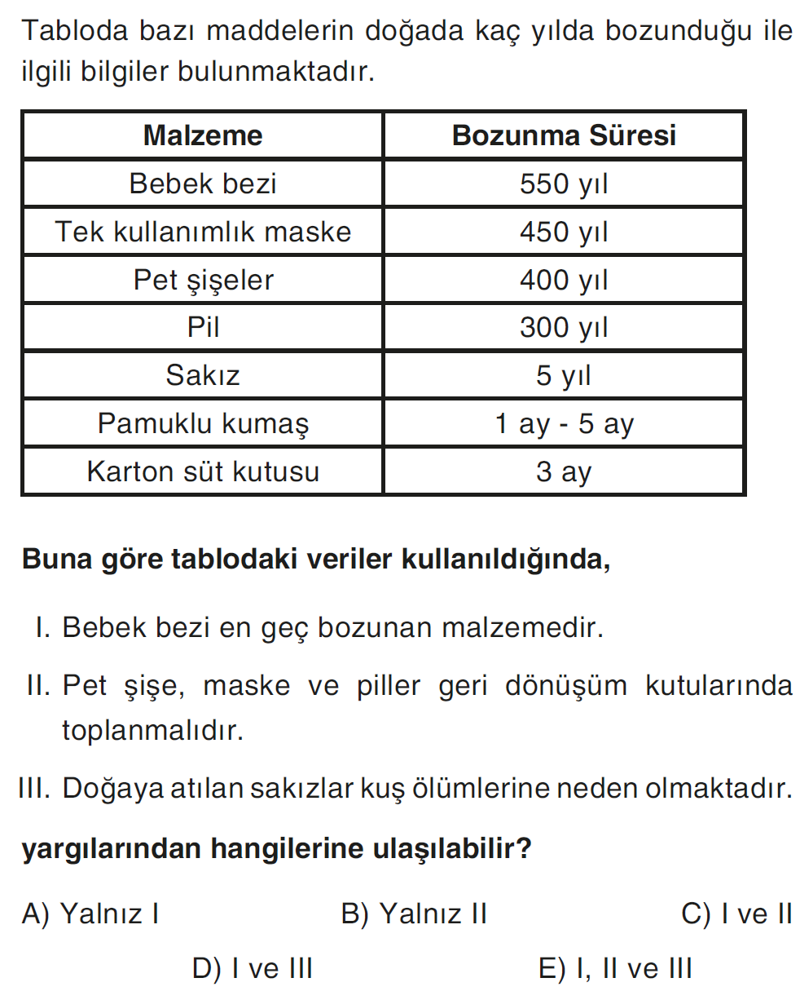 Tabloda bazı maddelerin doğada kaç yılda bozunduğu ile
ilgili bilgiler bulunmaktadır.
Malzeme Bozunma Süresi
Bebek bezi 550 yıl
Tek kullanımlık maske 450 yıl
Pet şişeler 400 yıl
Pil 300 yıl
Sakız 5 yıl
Pamuklu kumaş 1 ay - 5 ay
Karton süt kutusu 3 ay
Buna göre tablodaki veriler kullanıldığında,
I. Bebek bezi en geç bozunan malzemedir.
II. Pet şişe, maske ve piller geri dönüşüm kutularında
toplanmalıdır.
III. Doğaya atılan sakızlar kuş ölümlerine neden olmaktadır.
yargılarından hangilerine ulaşılabilir?
A) Yalnız I B) Yalnız II C) I ve II
D) I ve III E) I, II ve III